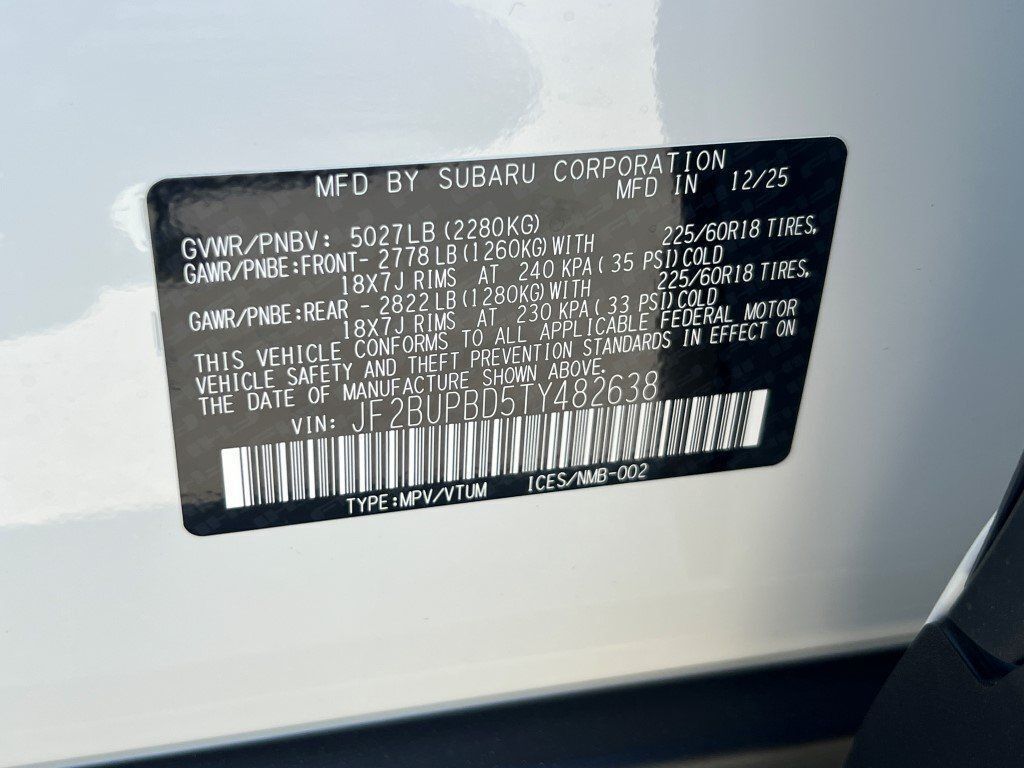 MFD BY SUBARU CORPORATION
MFD IN 12/25
GVWR/PNBV: 5027LB (2280KG)
GAWR/PNBE:FRONT- 2778LB (1260KG) WITH 225/60R18 TIRES,
18X7J RIMS AT 240 KPA ( 35 PSI) COLD
GAWR/PNBE:REAR - 2822LB (1280KG) WITH 225/60R18 TIRES,
18X7J RIMS AT 230 KPA ( 33 PSI) COLD
THIS VEHICLE CONFORMS TO ALL APPLICABLE FEDERAL MOTOR
VEHICLE SAFETY AND THEFT PREVENTION STANDARDS IN EFFECT ON
THE DATE OF MANUFACTURE SHOWN ABOVE.
VIN: JF2BUPBD5TY482638
TYPE:MPV/VTUM ICES/NMB-002